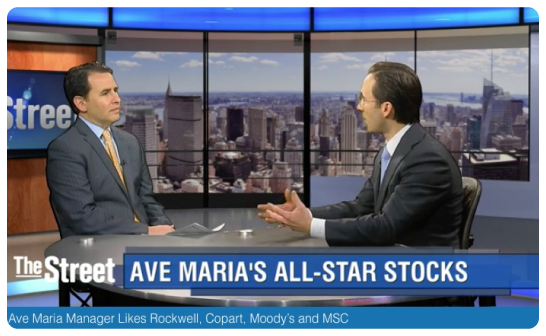 Street
The Street AVE MARIA'S ALL-STAR STOCKS
Ave Maria Manager Likes Rockwell, Copart, Moody's and MSC